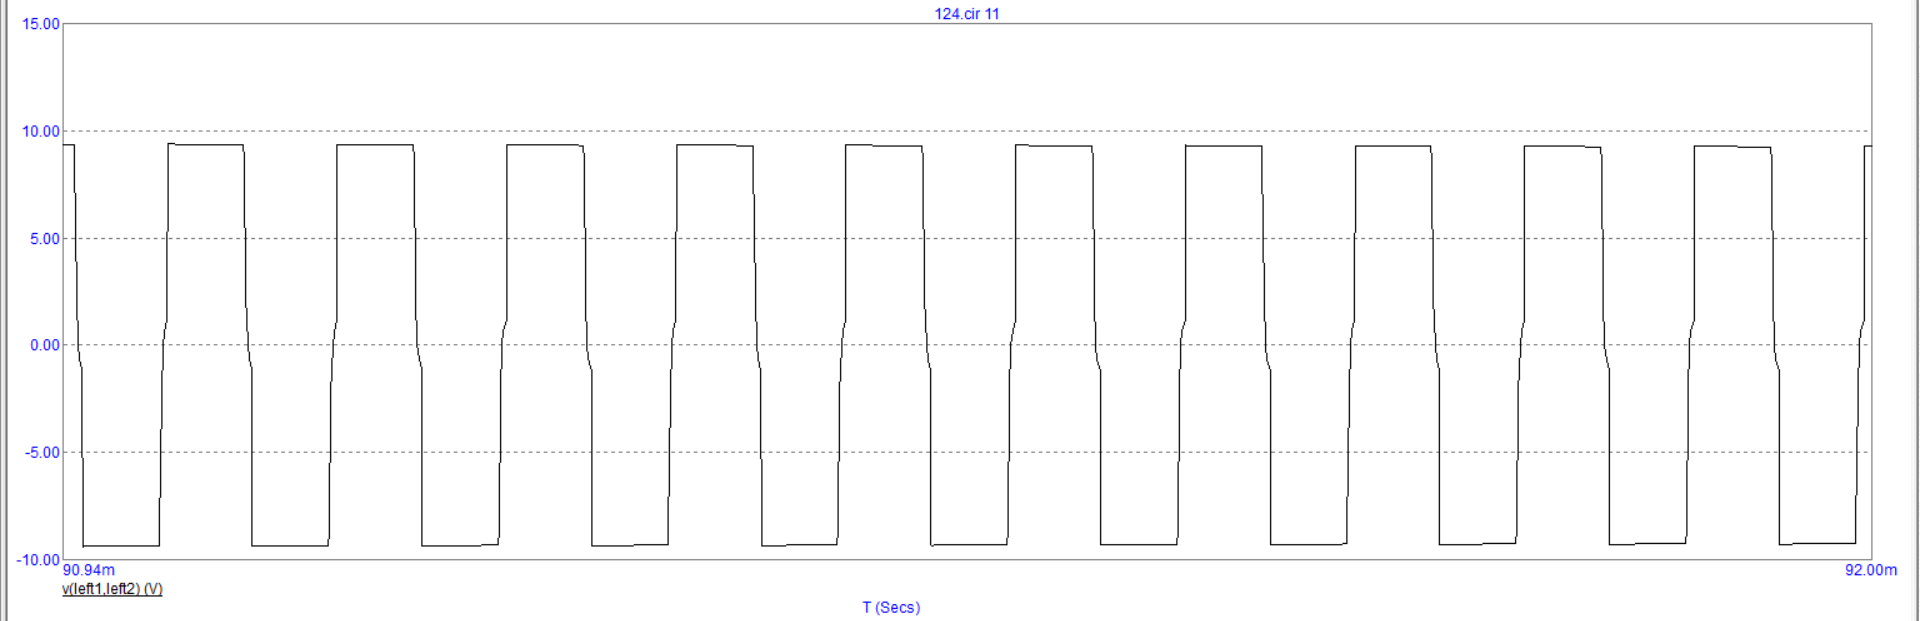 124.cir 11
15.00
10.00
5.00
0.00
-5.00
-10.00
90.94m 92.00m
v(left1,left2) (V)
T (Secs)